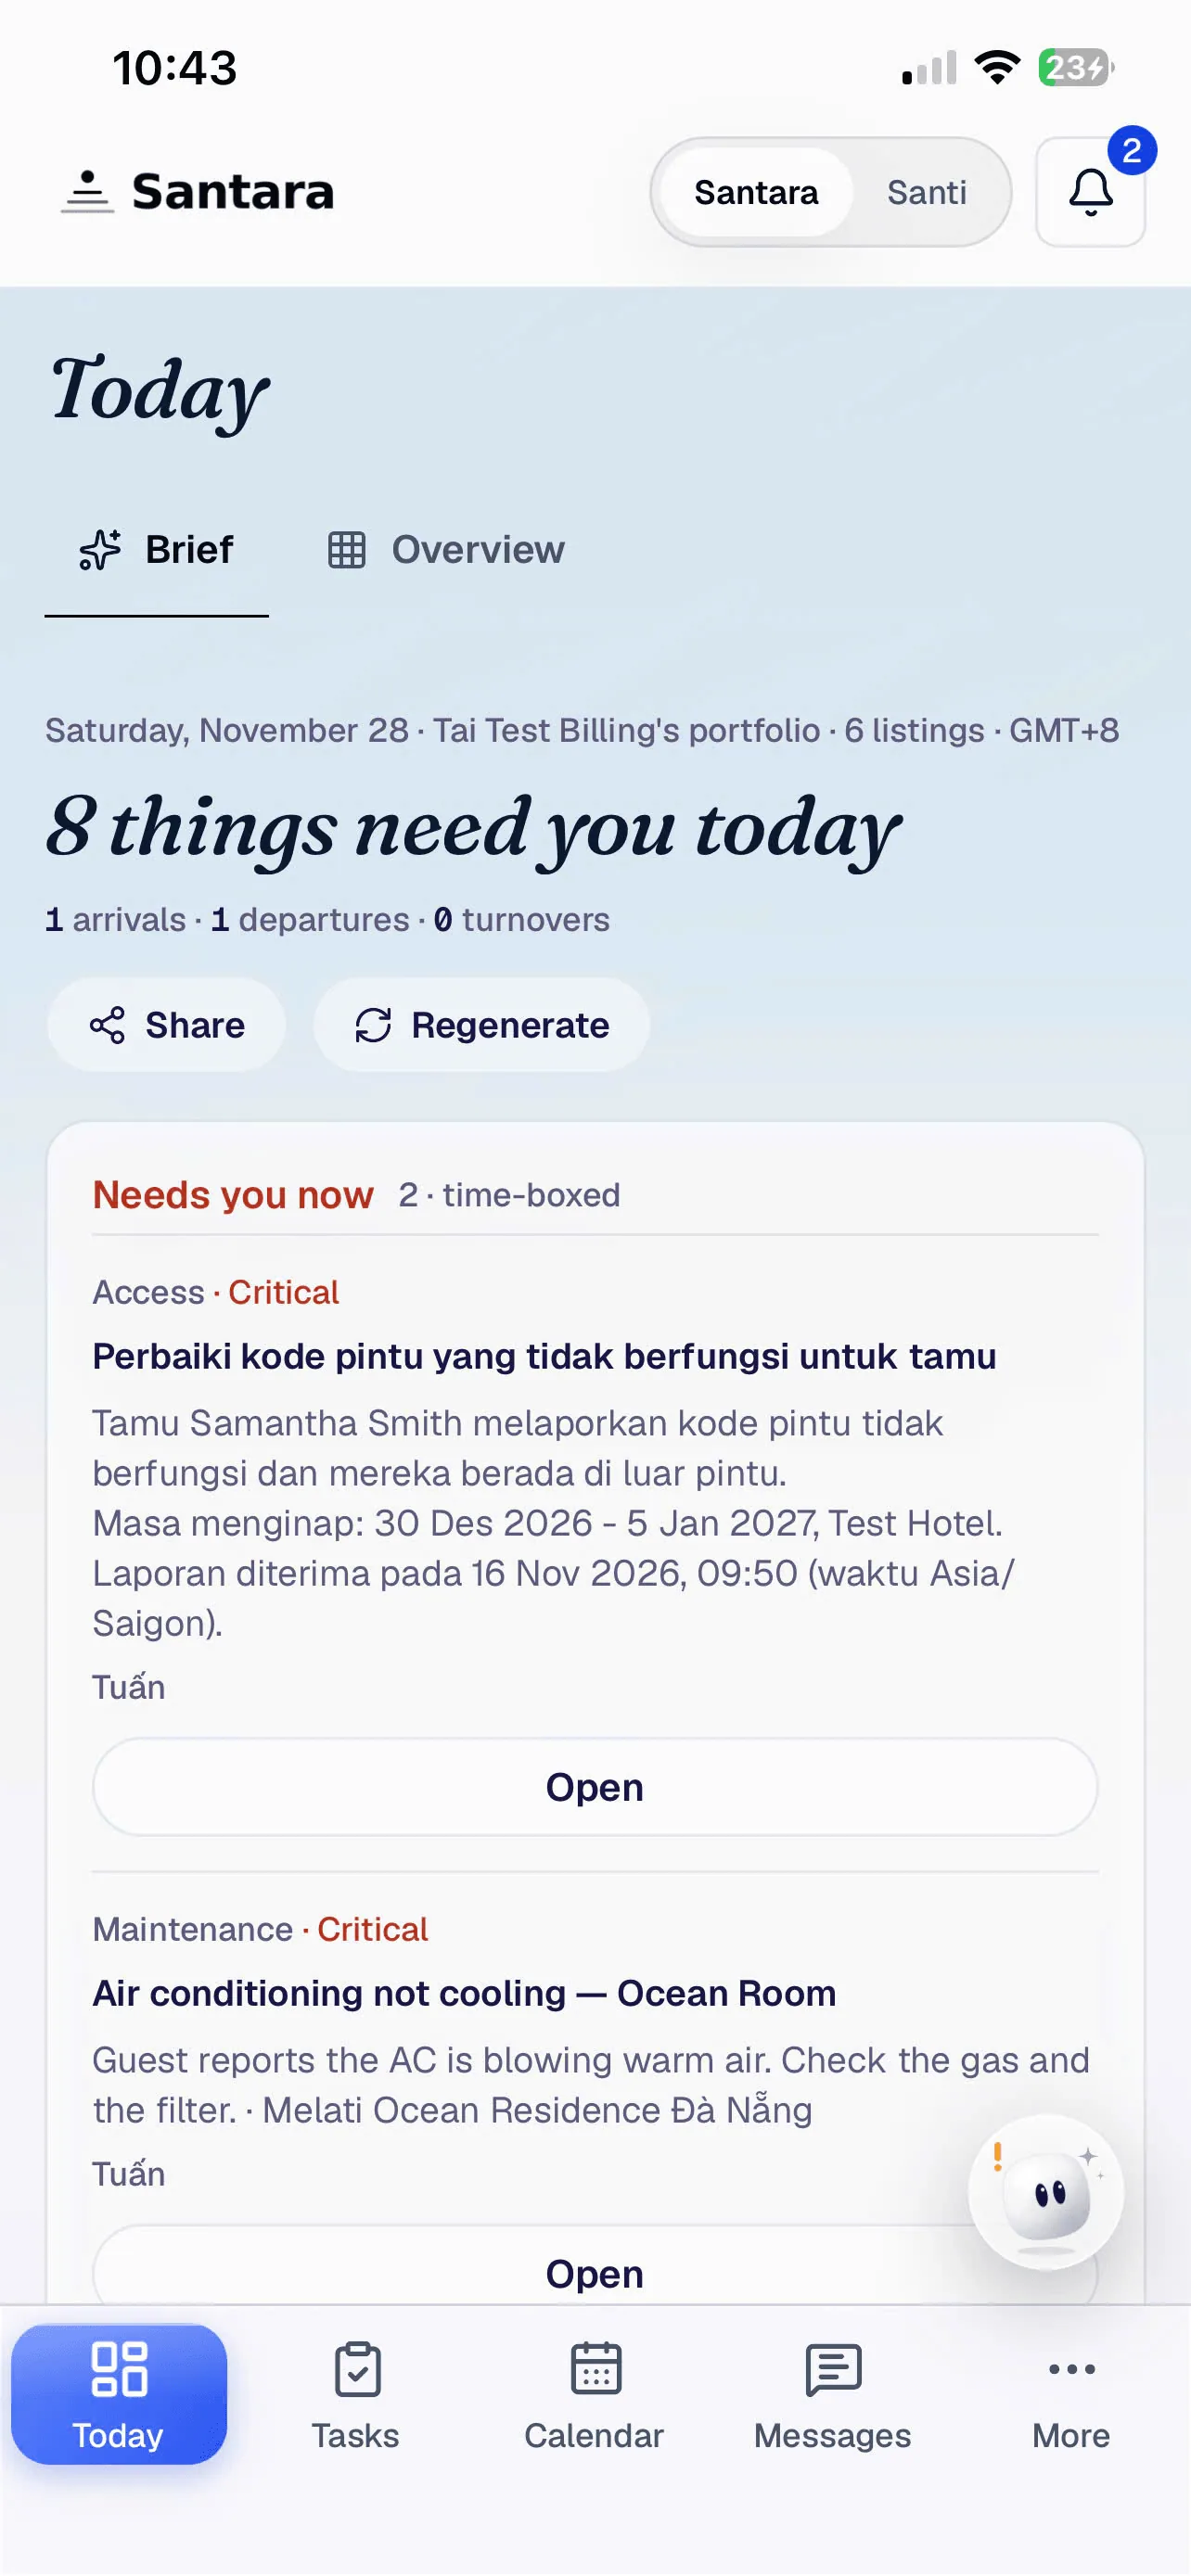 10:43
23
Santara
Santara
Santi
2
Today
Brief
Overview
Saturday, November 28 · Tai Test Billing's portfolio · 6 listings · GMT+8
8 things need you today
1 arrivals · 1 departures · 0 turnovers
Share
Regenerate
Needs you now 2 · time-boxed
Access · Critical
Perbaiki kode pintu yang tidak berfungsi untuk tamu
Tamu Samantha Smith melaporkan kode pintu tidak
berfungsi dan mereka berada di luar pintu.
Masa menginap: 30 Des 2026 - 5 Jan 2027, Test Hotel.
Laporan diterima pada 16 Nov 2026, 09:50 (waktu Asia/
Saigon).
Tuấn
Open
Maintenance · Critical
Air conditioning not cooling — Ocean Room
Guest reports the AC is blowing warm air. Check the gas and
the filter. · Melati Ocean Residence Đà Nẵng
Tuấn
!
Open
Today
Tasks
Calendar
Messages
More